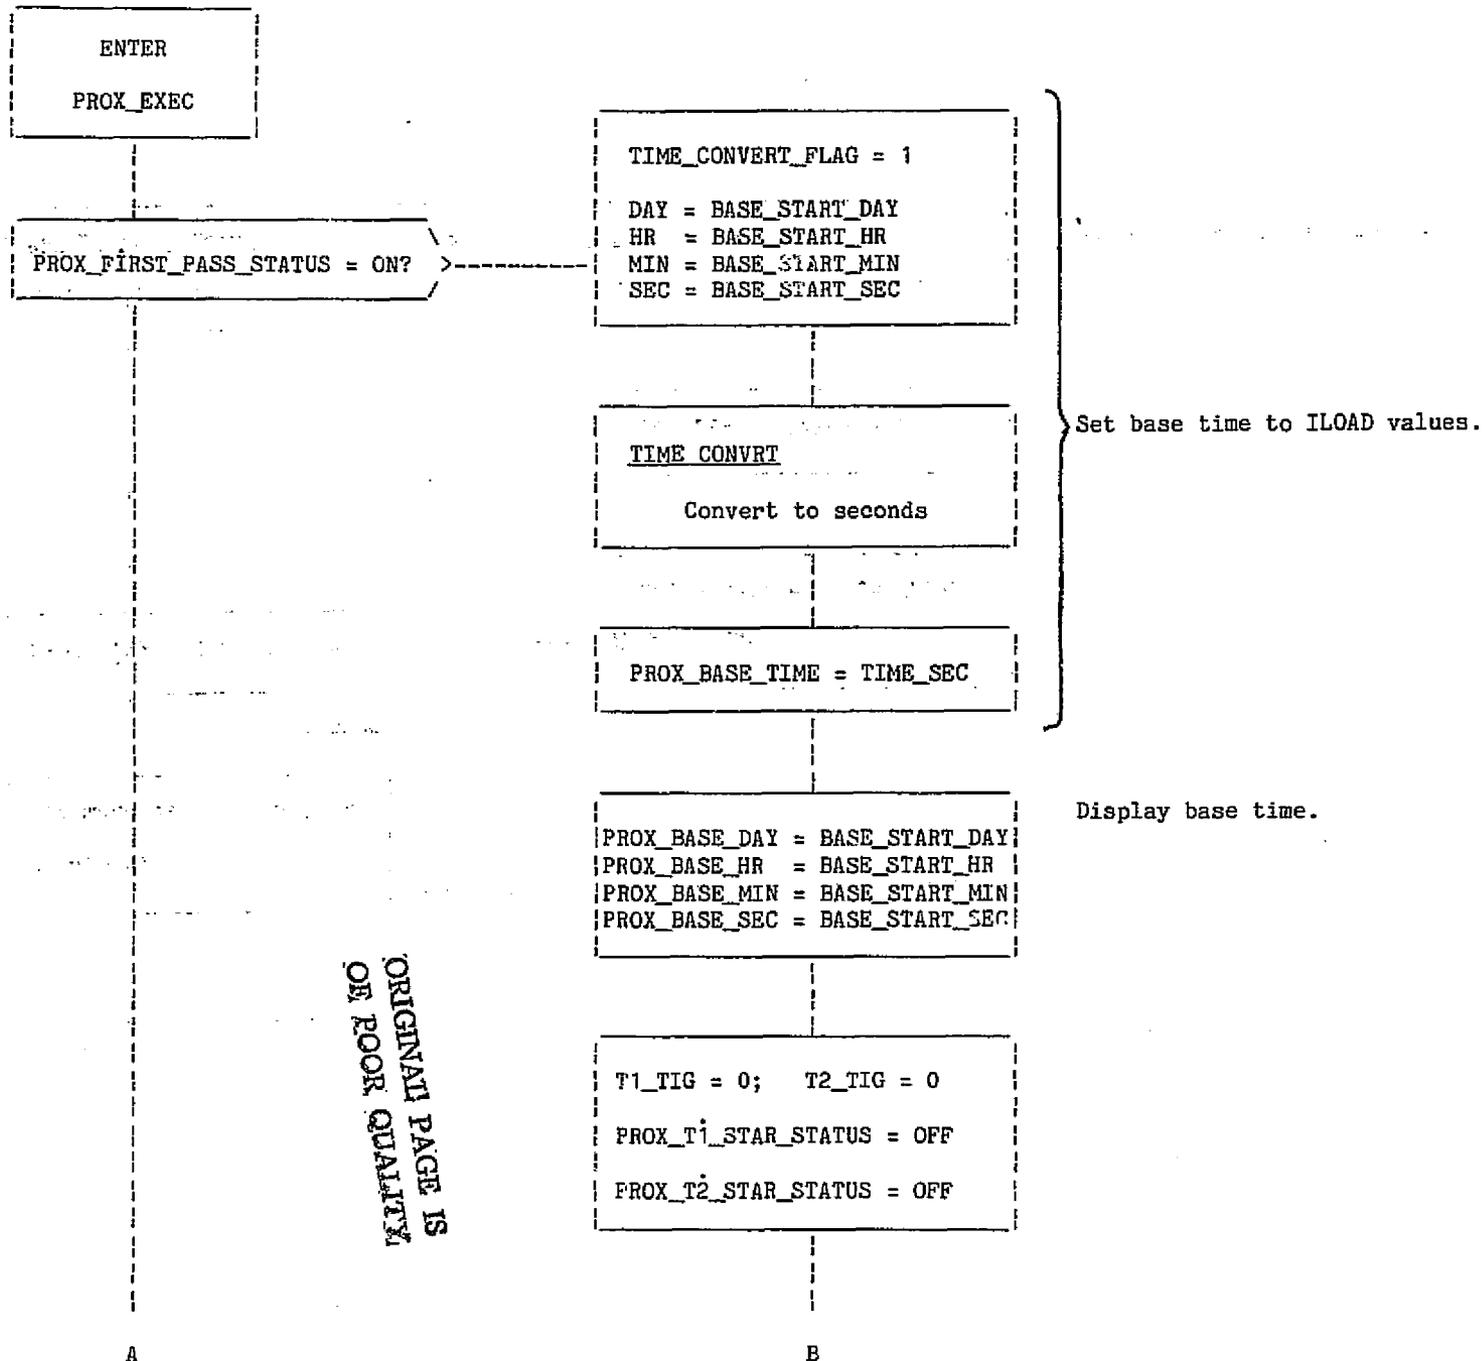 ENTER
PROX_EXEC
PROX_FIRST_PASS_STATUS = ON?
TIME_CONVERT_FLAG = 1
DAY = BASE_START_DAY
HR = BASE_START_HR
MIN = BASE_START_MIN
SEC = BASE_START_SEC
TIME CONVRT
Convert to seconds
PROX_BASE_TIME = TIME_SEC
Set base time to ILOAD values.
PROX_BASE_DAY = BASE_START_DAY
PROX_BASE_HR = BASE_START_HR
PROX_BASE_MIN = BASE_START_MIN
PROX_BASE_SEC = BASE_START_SEC
Display base time.
T1_TIG = 0; T2_TIG = 0
PROX_T1_STAR_STATUS = OFF
PROX_T2_STAR_STATUS = OFF
ORIGINAL PAGE IS
OF POOR QUALITY
A
B